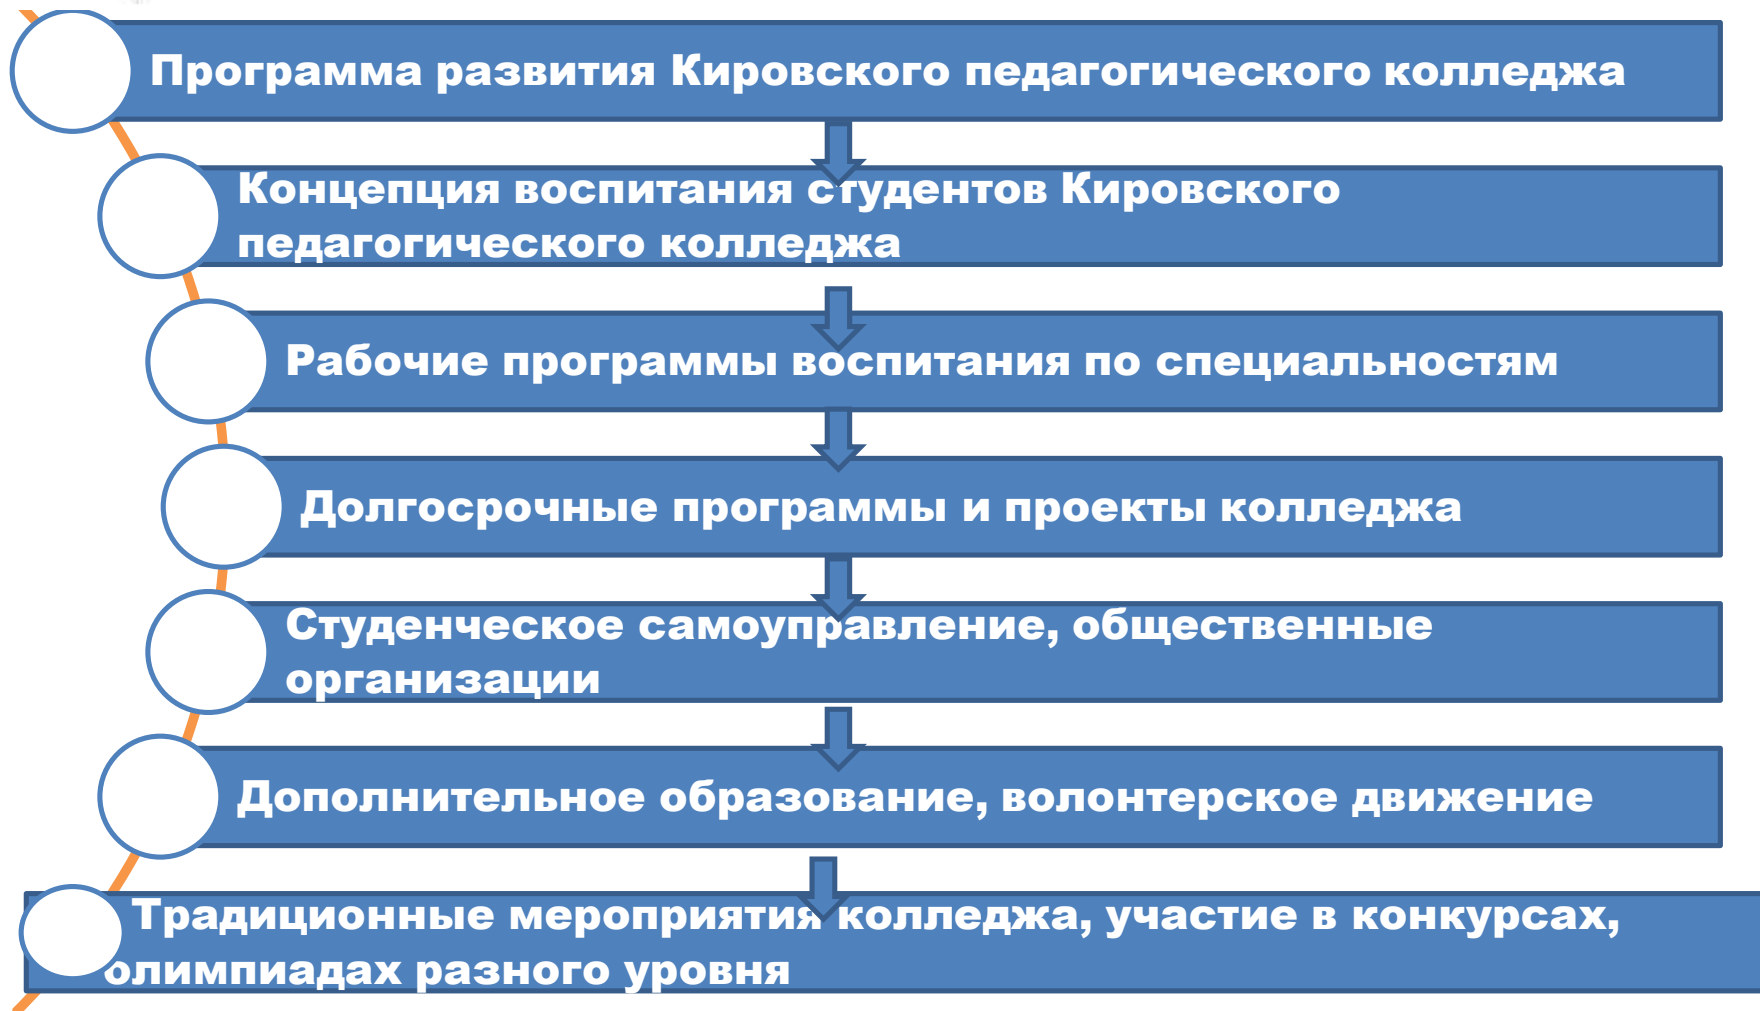 Программа развития Кировского педагогического колледжа
Концепция воспитания студентов Кировского
педагогического колледжа
Рабочие программы воспитания по специальностям
Долгосрочные программы и проекты колледжа
Студенческое самоуправление, общественные
организации
Дополнительное образование, волонтерское движение
Традиционные мероприятия колледжа, участие в конкурсах,
олимпиадах разного уровня